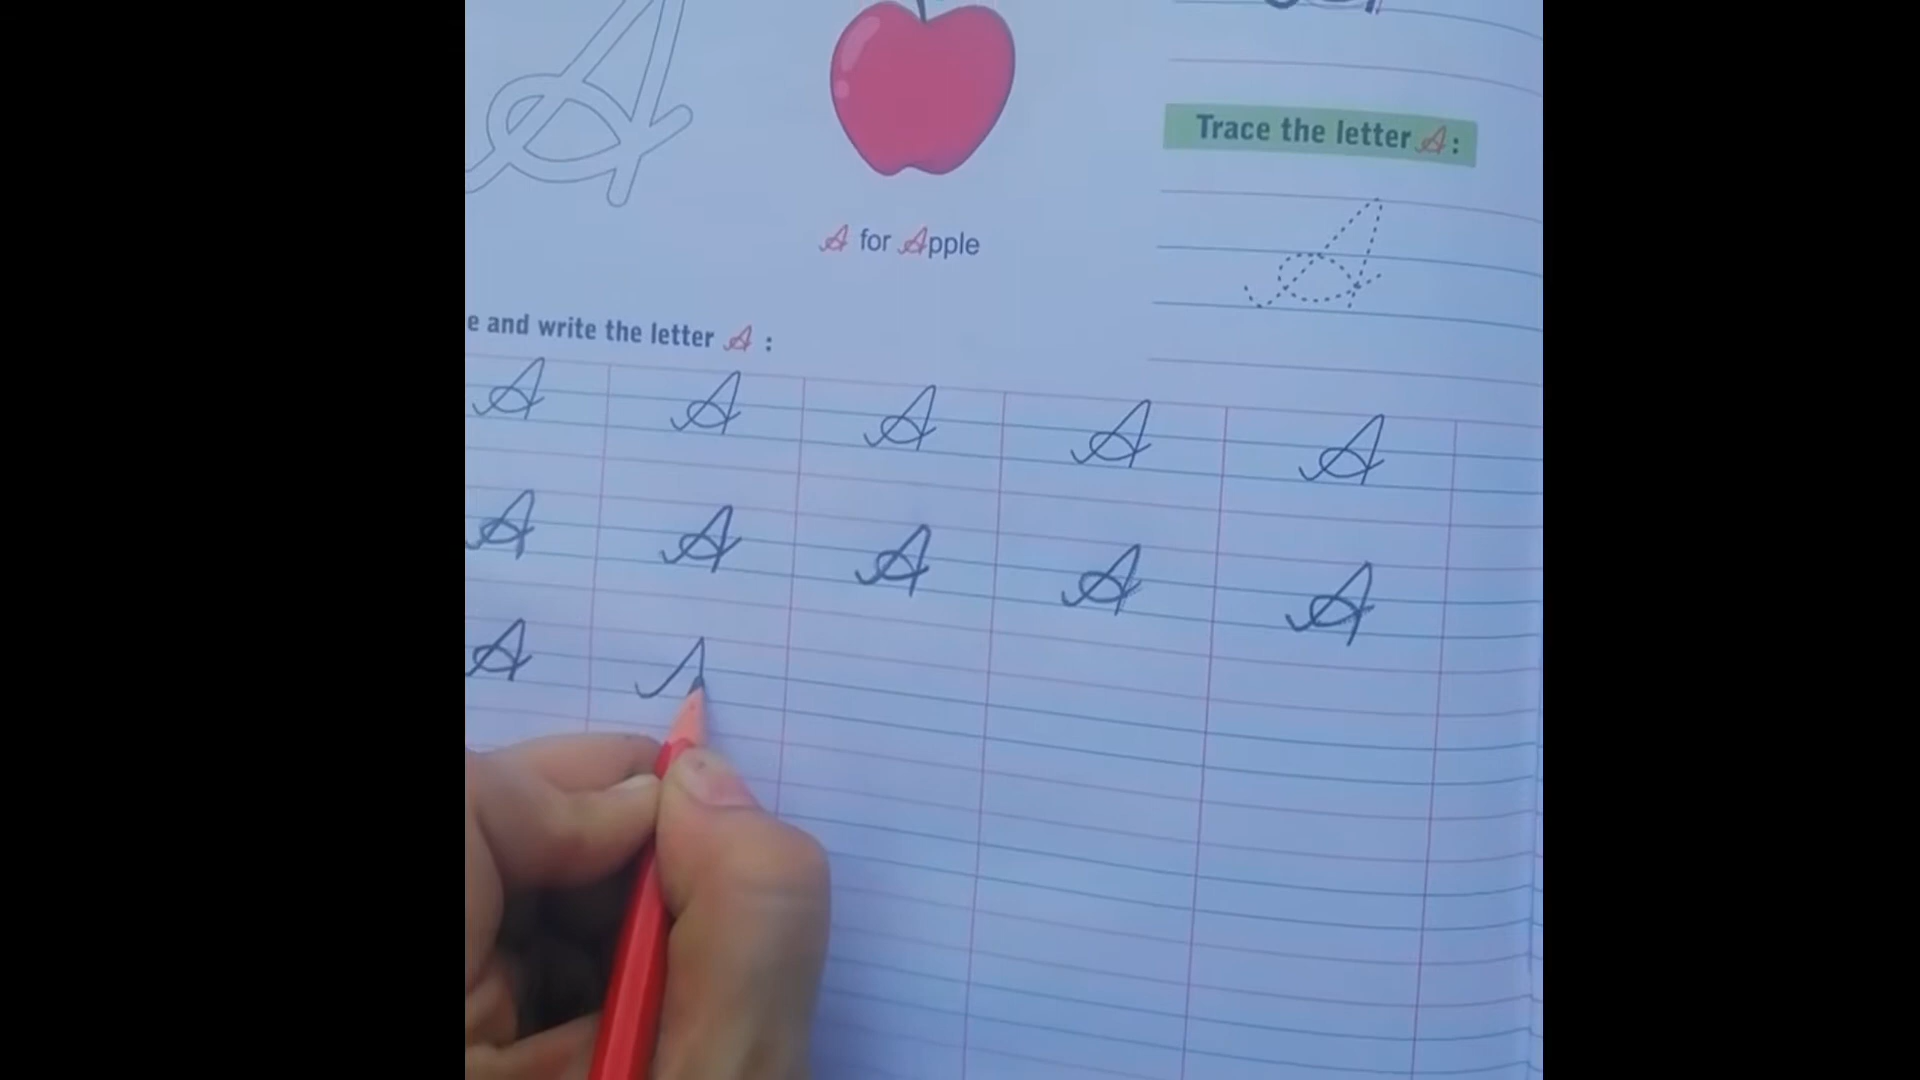 A
Trace the letter A :
A
A for Apple
e and write the letter A :
A A A A A
A A A A A
A